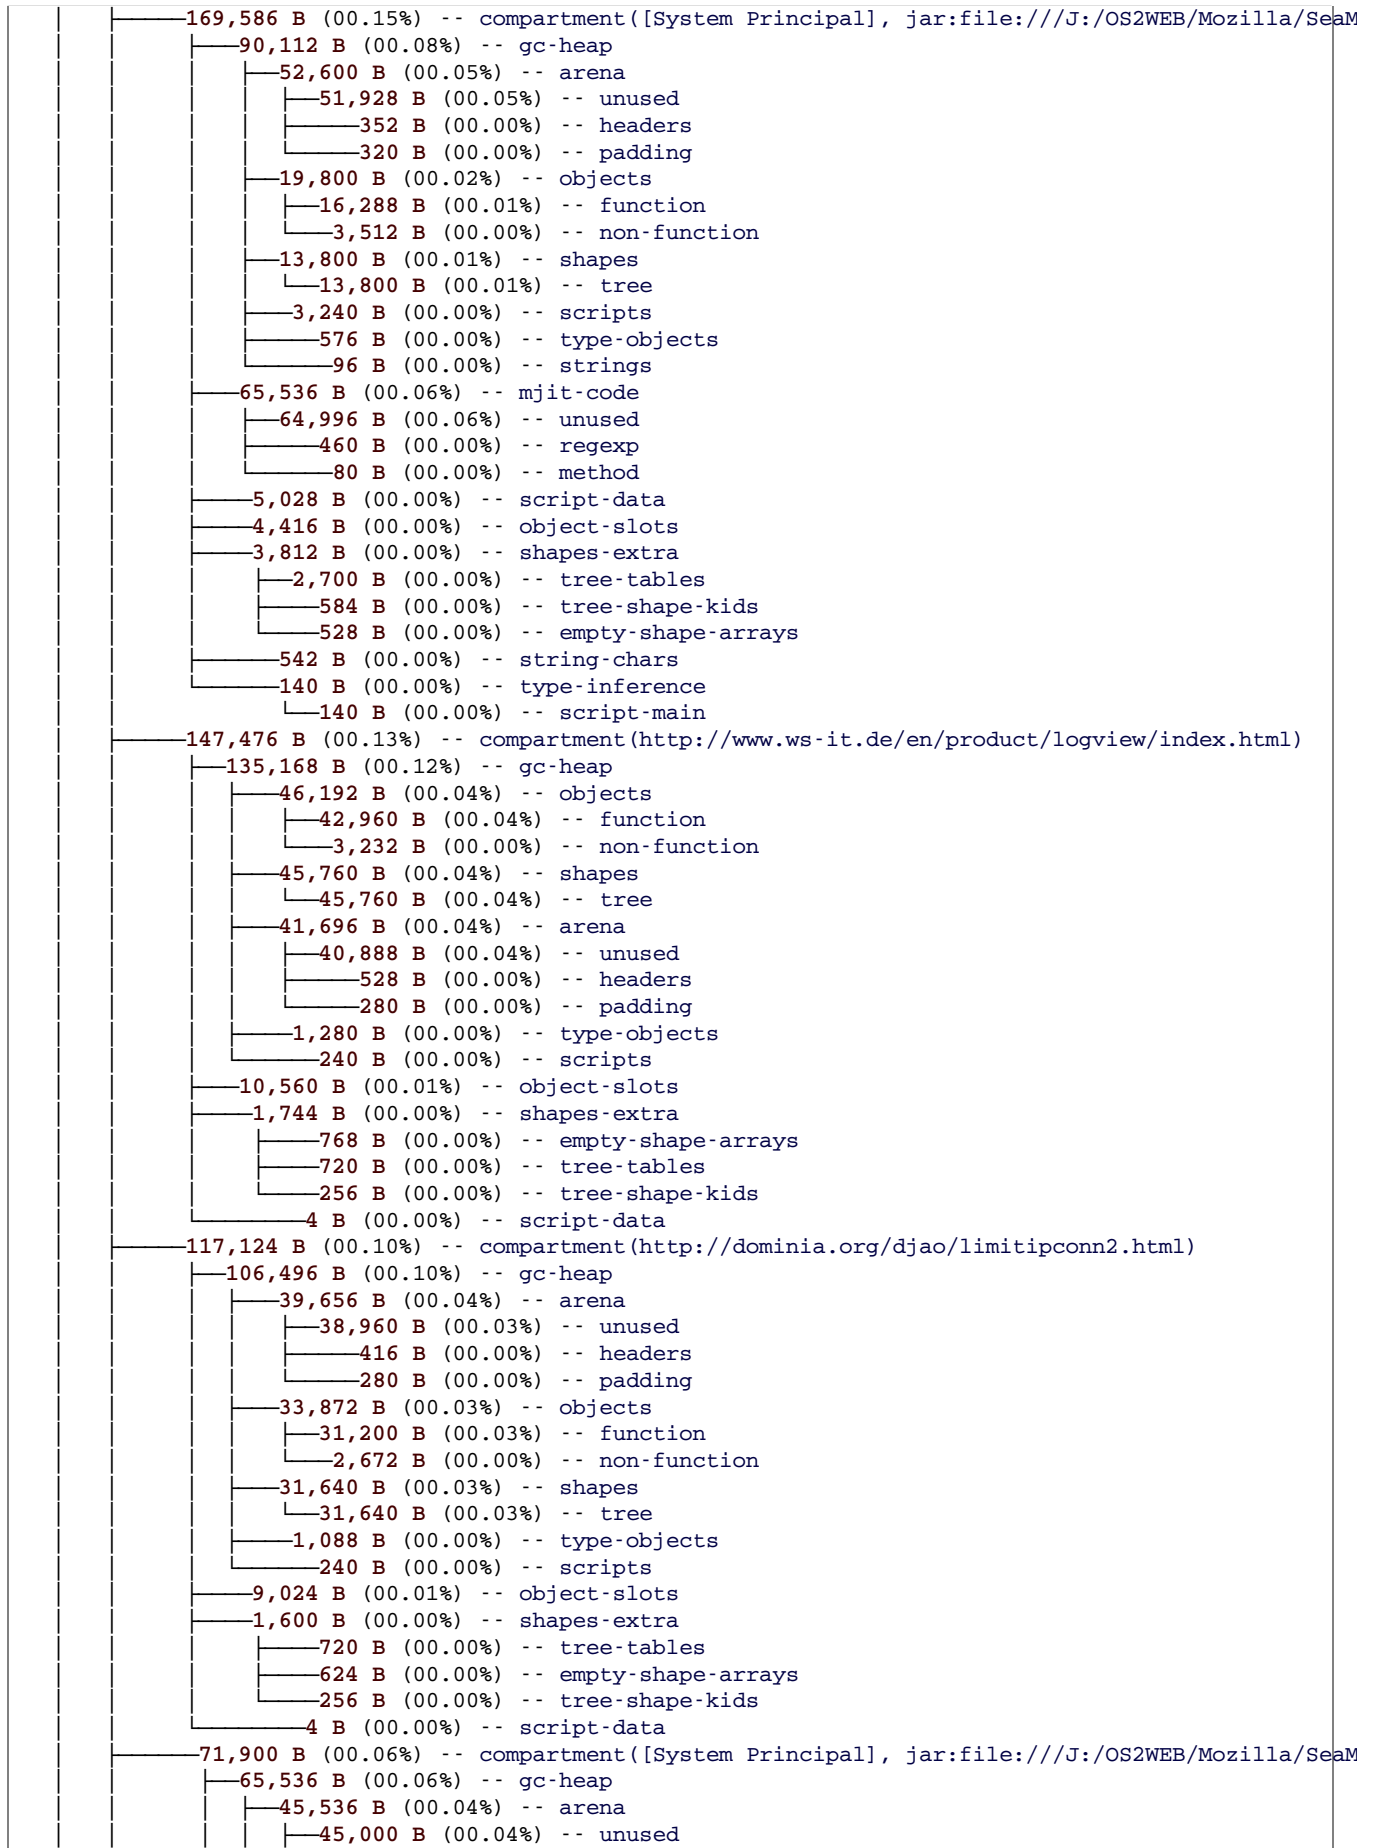 169,586 B (00.15%) -- compartment([System Principal], jar:file:///J:/OS2WEB/Mozilla/SeaM
90,112 B (00.08%) -- gc-heap
52,600 B (00.05%) -- arena
51,928 B (00.05%) -- unused
352 B (00.00%) -- headers
320 B (00.00%) -- padding
19,800 B (00.02%) -- objects
16,288 B (00.01%) -- function
3,512 B (00.00%) -- non-function
13,800 B (00.01%) -- shapes
13,800 B (00.01%) -- tree
3,240 B (00.00%) -- scripts
576 B (00.00%) -- type-objects
96 B (00.00%) -- strings
65,536 B (00.06%) -- mjit-code
64,996 B (00.06%) -- unused
460 B (00.00%) -- regexp
80 B (00.00%) -- method
5,028 B (00.00%) -- script-data
4,416 B (00.00%) -- object-slots
3,812 B (00.00%) -- shapes-extra
2,700 B (00.00%) -- tree-tables
584 B (00.00%) -- tree-shape-kids
528 B (00.00%) -- empty-shape-arrays
542 B (00.00%) -- string-chars
140 B (00.00%) -- type-inference
140 B (00.00%) -- script-main
147,476 B (00.13%) -- compartment(http://www.ws-it.de/en/product/logview/index.html)
135,168 B (00.12%) -- gc-heap
46,192 B (00.04%) -- objects
42,960 B (00.04%) -- function
3,232 B (00.00%) -- non-function
45,760 B (00.04%) -- shapes
45,760 B (00.04%) -- tree
41,696 B (00.04%) -- arena
40,888 B (00.04%) -- unused
528 B (00.00%) -- headers
280 B (00.00%) -- padding
1,280 B (00.00%) -- type-objects
240 B (00.00%) -- scripts
10,560 B (00.01%) -- object-slots
1,744 B (00.00%) -- shapes-extra
768 B (00.00%) -- empty-shape-arrays
720 B (00.00%) -- tree-tables
256 B (00.00%) -- tree-shape-kids
4 B (00.00%) -- script-data
117,124 B (00.10%) -- compartment(http://dominia.org/djao/limitipconn2.html)
106,496 B (00.10%) -- gc-heap
39,656 B (00.04%) -- arena
38,960 B (00.03%) -- unused
416 B (00.00%) -- headers
280 B (00.00%) -- padding
33,872 B (00.03%) -- objects
31,200 B (00.03%) -- function
2,672 B (00.00%) -- non-function
31,640 B (00.03%) -- shapes
31,640 B (00.03%) -- tree
1,088 B (00.00%) -- type-objects
240 B (00.00%) -- scripts
9,024 B (00.01%) -- object-slots
1,600 B (00.00%) -- shapes-extra
720 B (00.00%) -- tree-tables
624 B (00.00%) -- empty-shape-arrays
256 B (00.00%) -- tree-shape-kids
4 B (00.00%) -- script-data
71,900 B (00.06%) -- compartment([System Principal], jar:file:///J:/OS2WEB/Mozilla/SeaM
65,536 B (00.06%) -- gc-heap
45,536 B (00.04%) -- arena
45,000 B (00.04%) -- unused